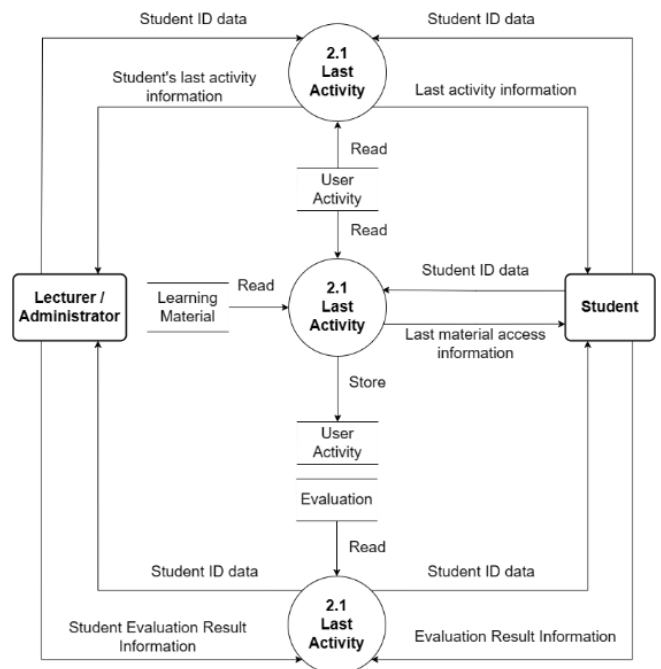 Student ID data
Student ID data
2.1
Last
Activity
Student's last activity
information
Last activity information
Read
User
Activity
Read
Lecturer /
Administrator
Learning
Material
Read
2.1
Last
Activity
Student ID data
Student
Last material access
information
Store
User
Activity
Evaluation
Read
Student ID data
Student ID data
2.1
Last
Activity
Student Evaluation Result
Information
Evaluation Result Information